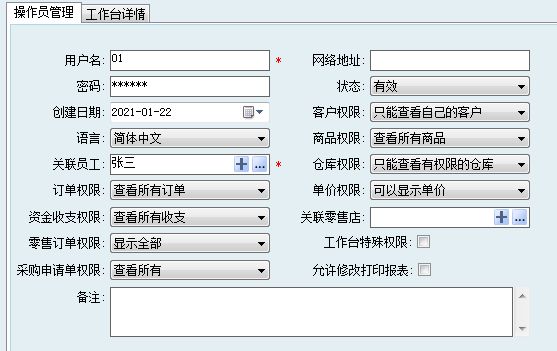 操作员管理 工作台详情
用户名: 01 * 网络地址:
密码: ****** 状态: 有效
创建日期: 2021-01-22 客户权限: 只能查看自己的客户
语言: 简体中文 商品权限: 查看所有商品
关联员工: 张三 * 仓库权限: 只能查看有权限的仓库
订单权限: 查看所有订单 单价权限: 可以显示单价
资金收支权限: 查看所有收支 关联零售店:
零售订单权限: 显示全部 工作台特殊权限:
采购申请单权限: 查看所有 允许修改打印报表:
备注: